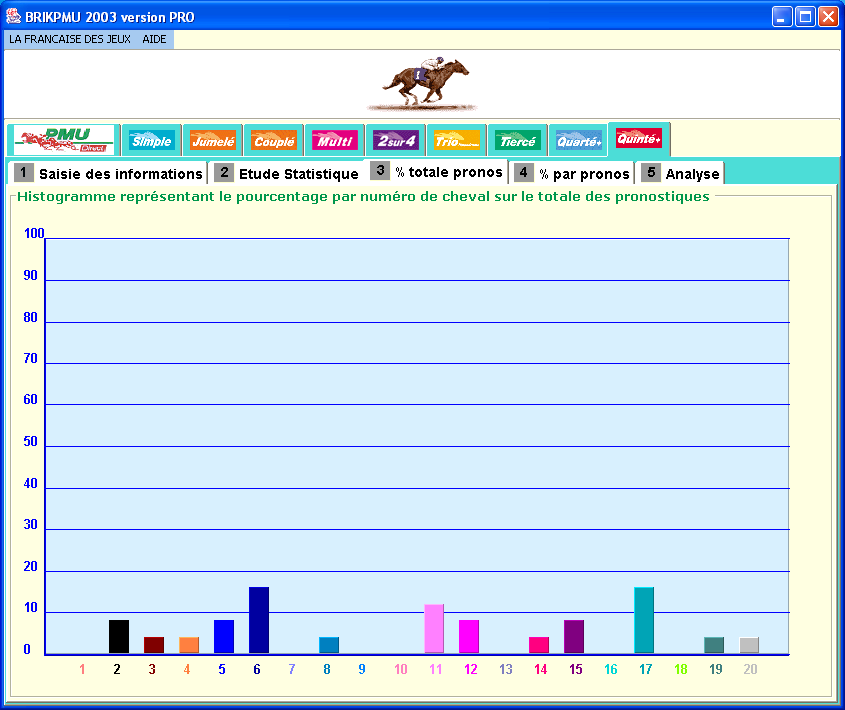 BRIKPMU 2003 version PRO
LA FRANCAISE DES JEUX AIDE
PMU Direct Simple Jumelé Couplé Multi 2sur4 Trio Tiercé Quarté+ Quinté+
1 Saisie des informations 2 Etude Statistique 3 % totale pronos 4 % par pronos 5 Analyse
Histogramme représentant le pourcentage par numéro de cheval sur le totale des pronostiques
100
90
80
70
60
50
40
30
20
10
0
1 2 3 4 5 6 7 8 9 10 11 12 13 14 15 16 17 18 19 20